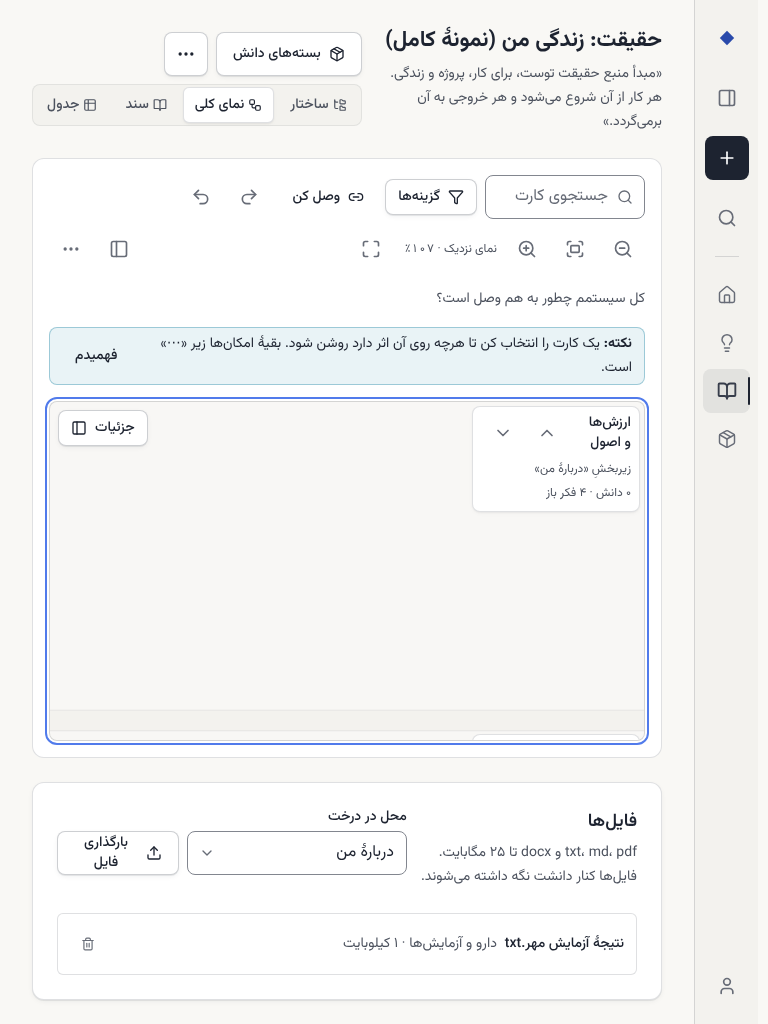 حقیقت: زندگی من (نمونهٔ کامل)
«مبدأ منبع حقیقت توست، برای کار، پروژه و زندگی.
هر کار از آن شروع می‌شود و هر خروجی به آن
برمی‌گردد.»
بسته‌های دانش
ساختار
نمای کلی
سند
جدول
جستجوی کارت
گزینه‌ها
وصل کن
نمای نزدیک · ۱۰۷٪
کل سیستمم چطور به هم وصل است؟
نکته: یک کارت را انتخاب کن تا هرچه روی آن اثر دارد روشن شود. بقیهٔ امکان‌ها زیر «⋯»
است.
فهمیدم
ارزش‌ها
و اصول
زیربخشِ «دربارهٔ من»
۰ دانش · ۴ فکر باز
جزئیات
فایل‌ها
txt، md، pdf و docx تا ۲۵ مگابایت.
فایل‌ها کنار دانشت نگه داشته می‌شوند.
محل در درخت
دربارهٔ من
بارگذاری
فایل
نتیجهٔ آزمایش مهر.txt دارو و آزمایش‌ها · ۱ کیلوبایت